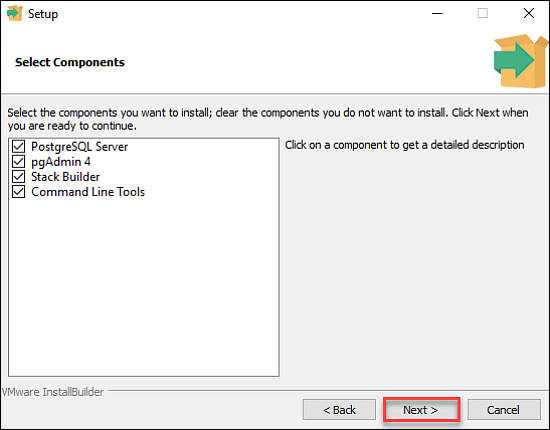 Setup
Select Components
Select the components you want to install; clear the components you do not want to install. Click Next when
you are ready to continue.
PostgreSQL Server
pgAdmin 4
Stack Builder
Command Line Tools
Click on a component to get a detailed description
VMware InstallBuilder
< Back
Next >
Cancel